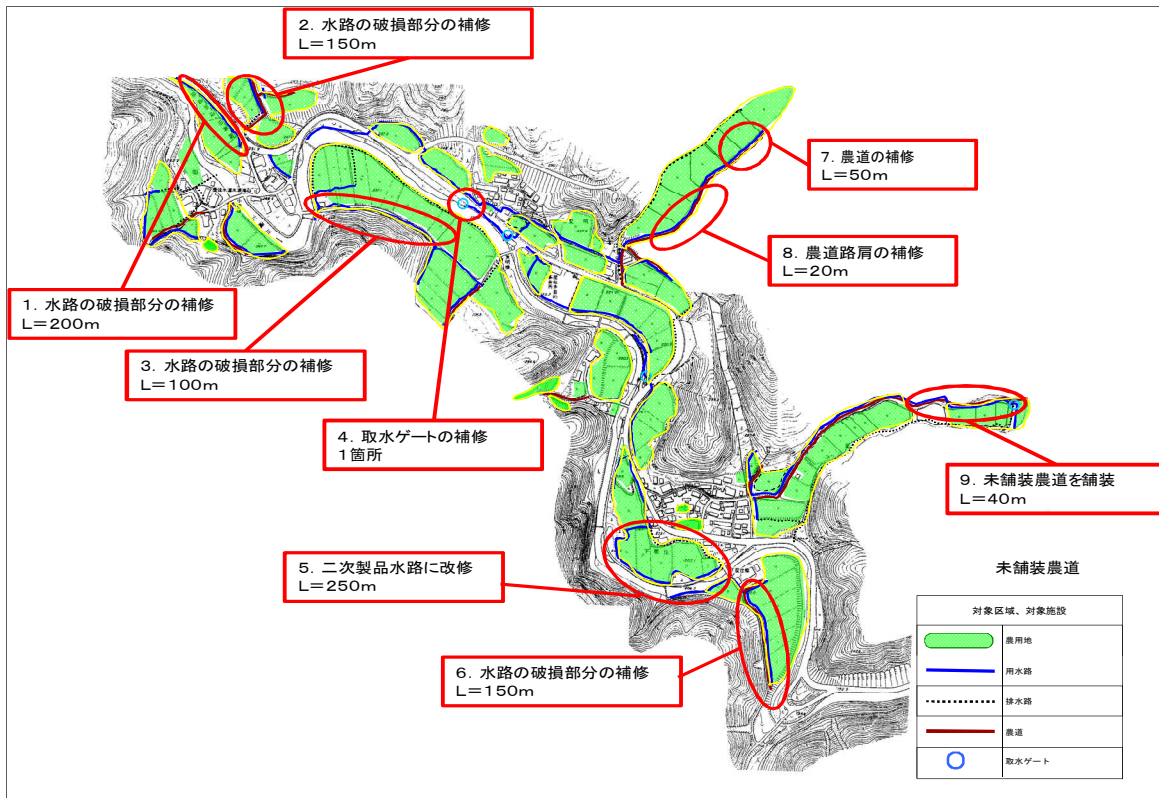 2．水路の破損部分の補修
L＝150m
7．農道の補修
L＝50m
8．農道路肩の補修
L＝20m
1．水路の破損部分の補修
L＝200m
3．水路の破損部分の補修
L＝100m
4．取水ゲートの補修
1箇所
9．未舗装農道を舗装
L＝40m
5．二次製品水路に改修
L＝250m
6．水路の破損部分の補修
L＝150m
未舗装農道
対象区域、対象施設
農用地
用水路
排水路
農道
取水ゲート